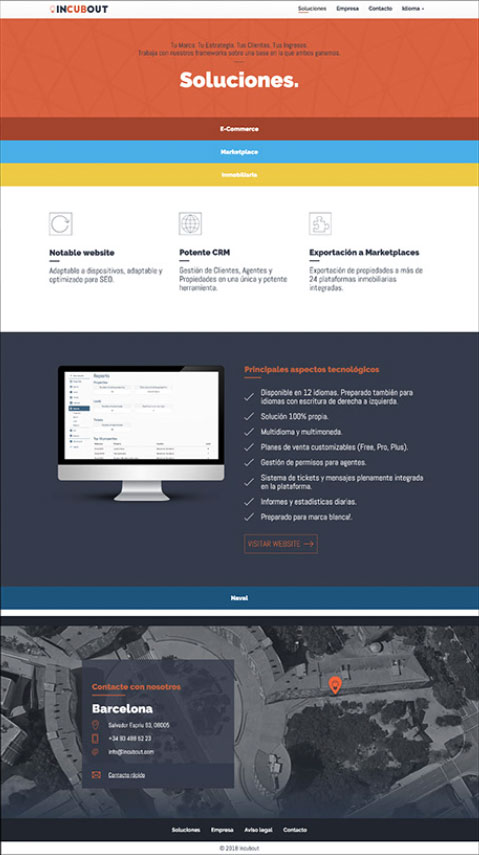 INCUBOUT
Soluciones Empresa Contacto Idioma
Tu Marca. Tu Estrategia. Tus Clientes. Tus Ingresos.
Trabaja con nuestros frameworks sobre una base en la que ambos ganamos.
Soluciones.
E-Commerce
Marketplace
Inmobiliaria
Notable website
Adaptable a dispositivos, adaptable y
optimizado para SEO.
Potente CRM
Gestión de Clientes, Agentes y
Propiedades en una única y potente
herramienta.
Exportación a Marketplaces
Exportación de propiedades a más de
24 plataformas inmobiliarias
integradas.
Reports
Principales aspectos tecnológicos
Disponible en 12 idiomas. Preparado también para
idiomas con escritura de derecha a izquierda.
Solución 100% propia.
Multidioma y multimoneda.
Planes de venta customizables (Free, Pro, Plus).
Gestión de permisos para agentes.
Sistema de tickets y mensajes plenamente integrada
en la plataforma.
Informes y estadísticas diarias.
Preparado para marca blanca!.
VISITAR WEBSITE →
Naval
Contacte con nosotros
Barcelona
Salvador Espriu 93, 08005
info@incubout.com
Contacto rápido
Soluciones Empresa Aviso legal Contacto
© 2018 Incubout